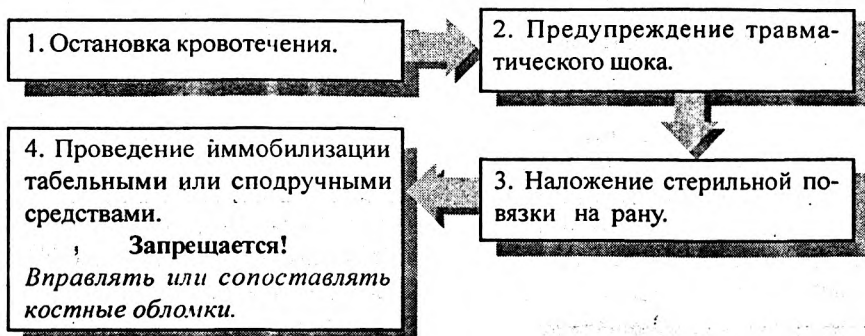 1. Остановка кровотечения.
2. Предупреждение травма-
тического шока.
3. Наложение стерильной по-
вязки на рану.
4. Проведение иммобилизации
табельными или сподручными
средствами.
Запрещается!
Вправлять или сопоставлять
костные обломки.